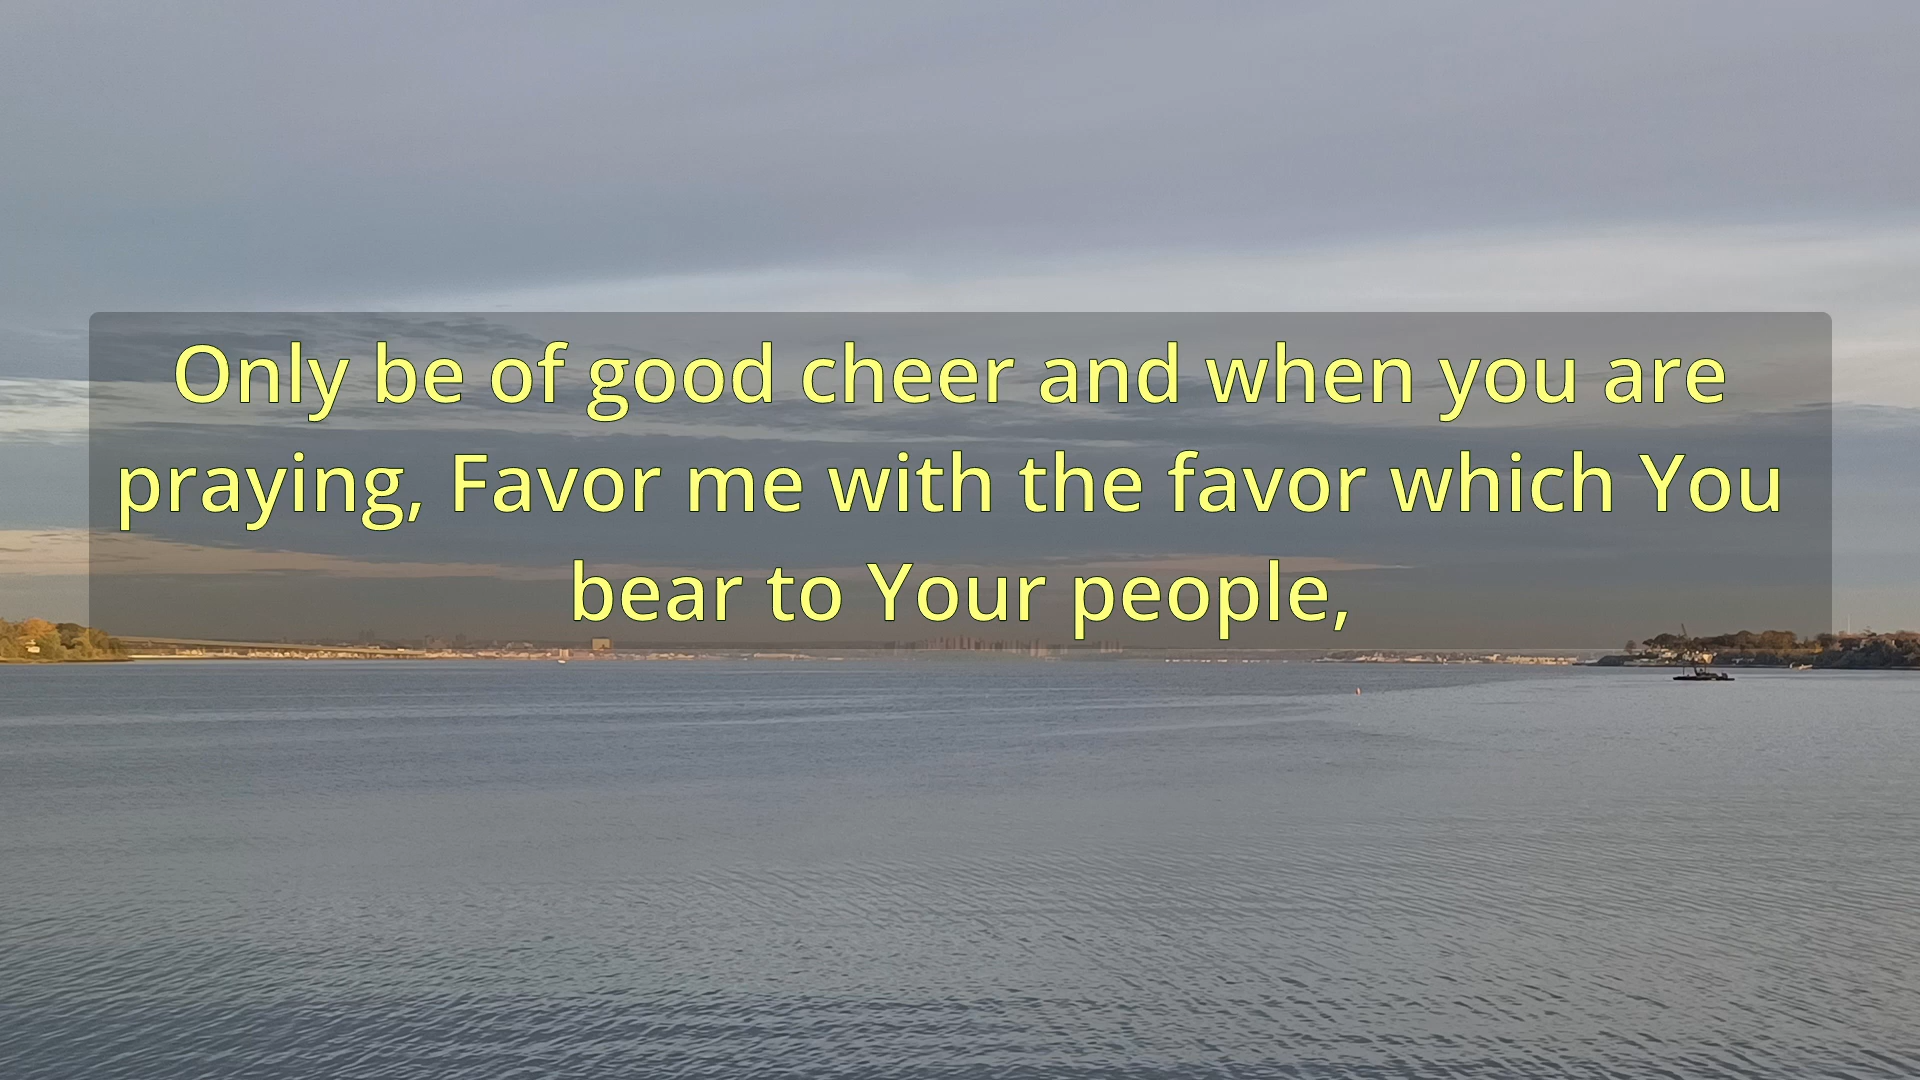 Only be of good cheer and when you are
praying, Favor me with the favor which You
bear to Your people,